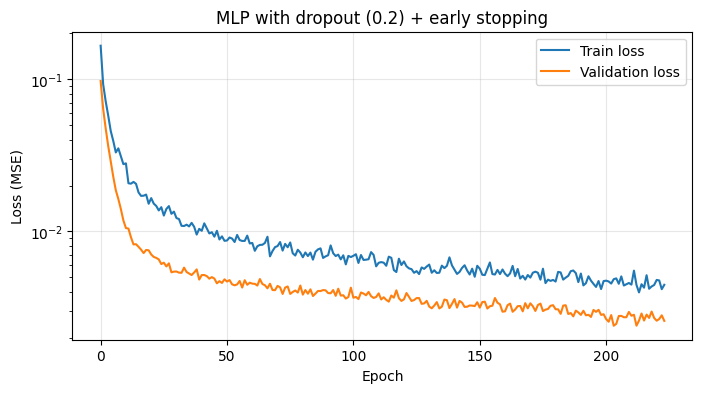 MLP with dropout (0.2) + early stopping
Train loss
Validation loss
10⁻¹
10⁻²
Loss (MSE)
0
50
100
150
200
Epoch